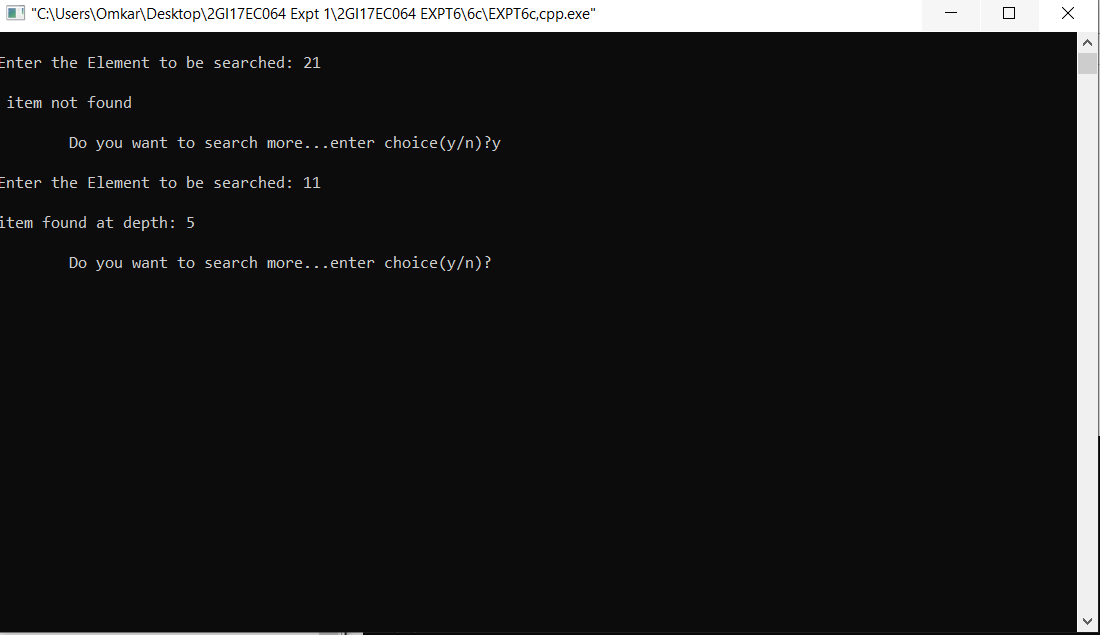 "C:\Users\Omkar\Desktop\2GI17EC064 Expt 1\2GI17EC064 EXPT6\6c\EXPT6c,cpp.exe"
Enter the Element to be searched: 21
item not found
Do you want to search more...enter choice(y/n)?y
Enter the Element to be searched: 11
item found at depth: 5
Do you want to search more...enter choice(y/n)?